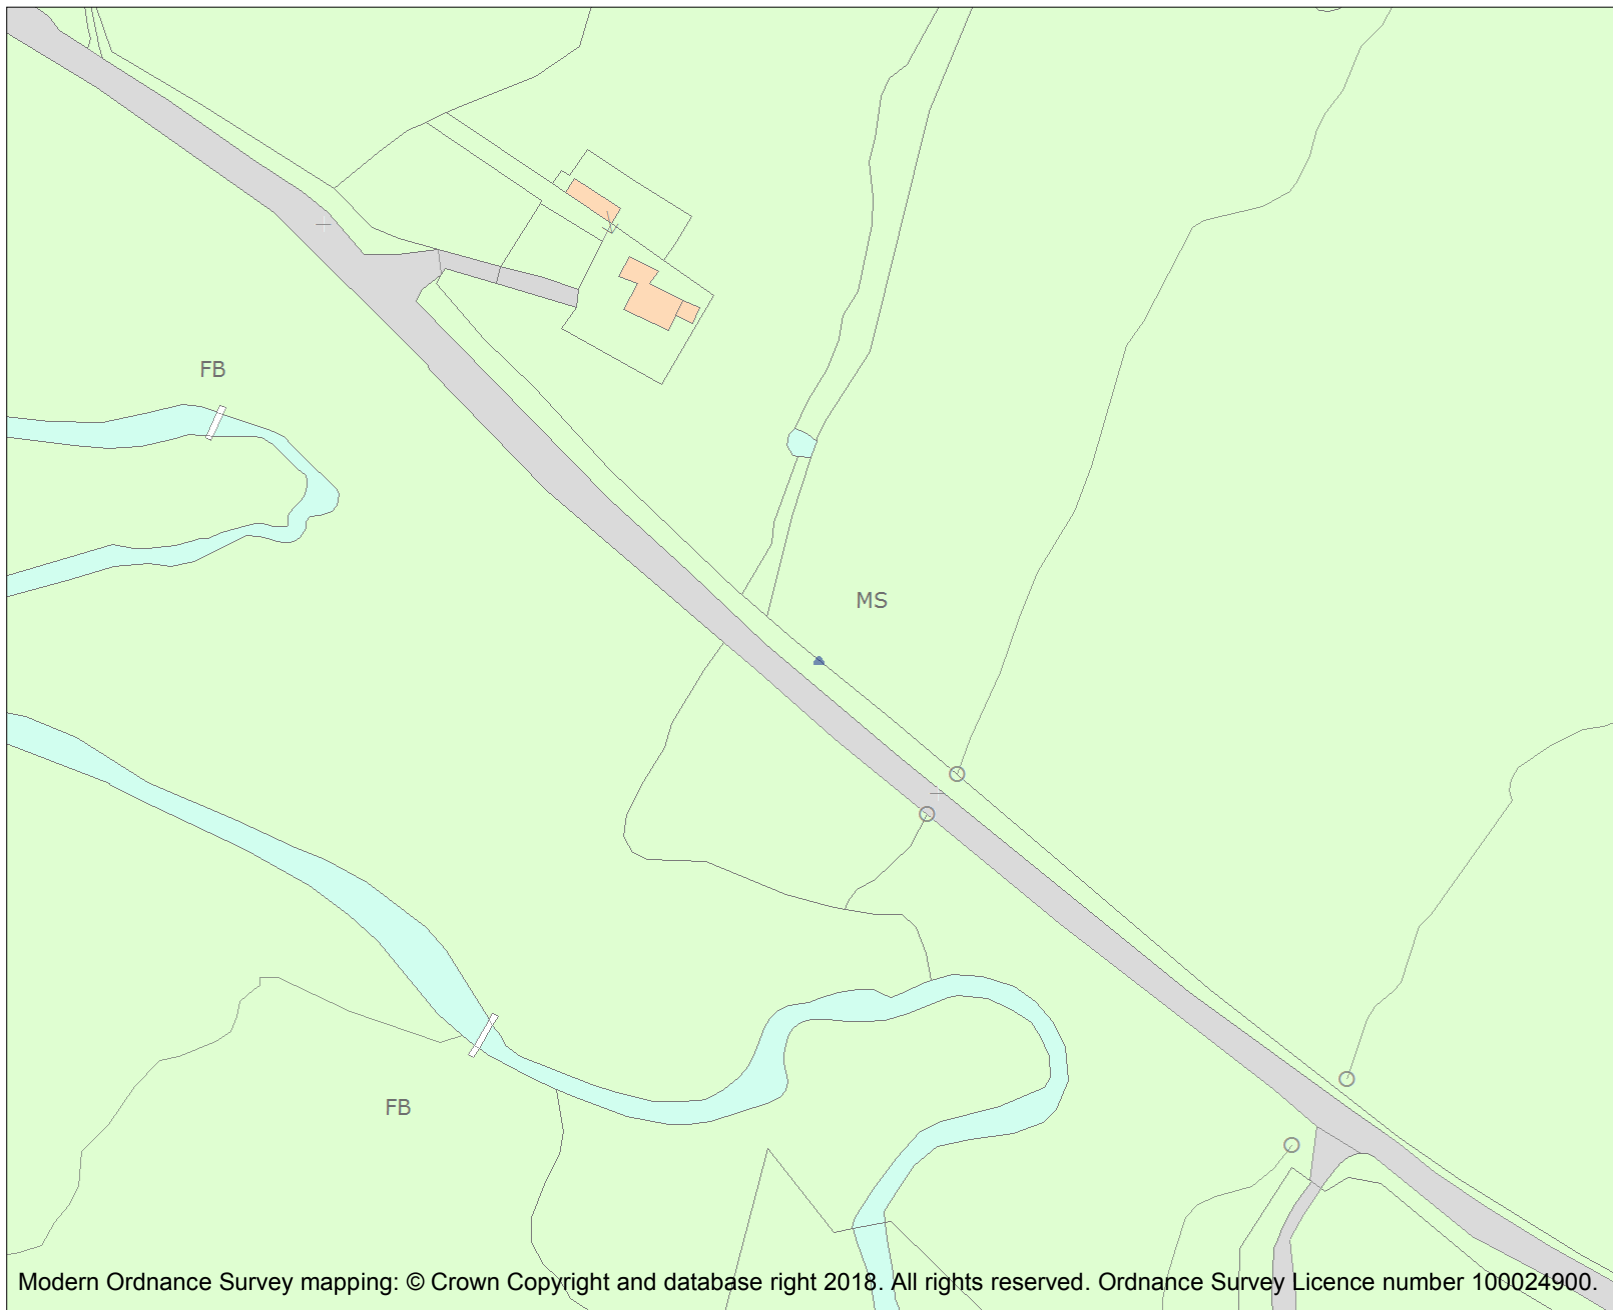 FB
MS
FB
Modern Ordnance Survey mapping: © Crown Copyright and database right 2018. All rights reserved. Ordnance Survey Licence number 100024900.